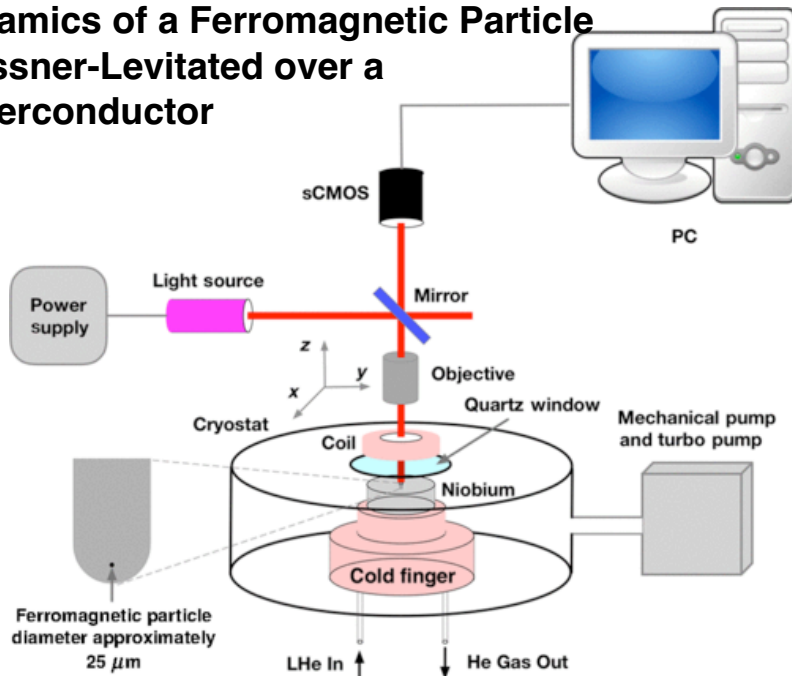 amics of a Ferromagnetic Particle
ssner-Levitated over a
erconductor
sCMOS
PC
Light source
Mirror
Power
supply
z
y
x
Objective
Quartz window
Cryostat
Coil
Mechanical pump
and turbo pump
Niobium
Cold finger
Ferromagnetic particle
diameter approximately
25 μm
LHe In
He Gas Out